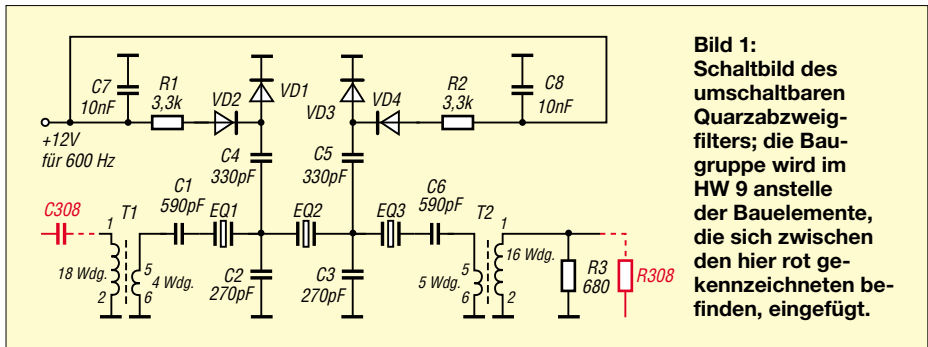 C7
10nF
R1
3,3k
VD2
VD1
VD3
VD4
R2
3,3k
C8
10nF
+12V
für 600 Hz
C4
330pF
C5
330pF
C308
T1
1
18 Wdg.
2
5
4 Wdg.
6
C1
590pF
EQ1
EQ2
EQ3
C2
270pF
C3
270pF
C6
590pF
T2
5
5 Wdg.
6
1
16 Wdg.
2
R3
680
R308
Bild 1:
Schaltbild des
umschaltbaren
Quarzabzweig-
filters; die Bau-
gruppe wird im
HW 9 anstelle
der Bauelemente,
die sich zwischen
den hier rot ge-
kennzeichneten be-
finden, eingefügt.